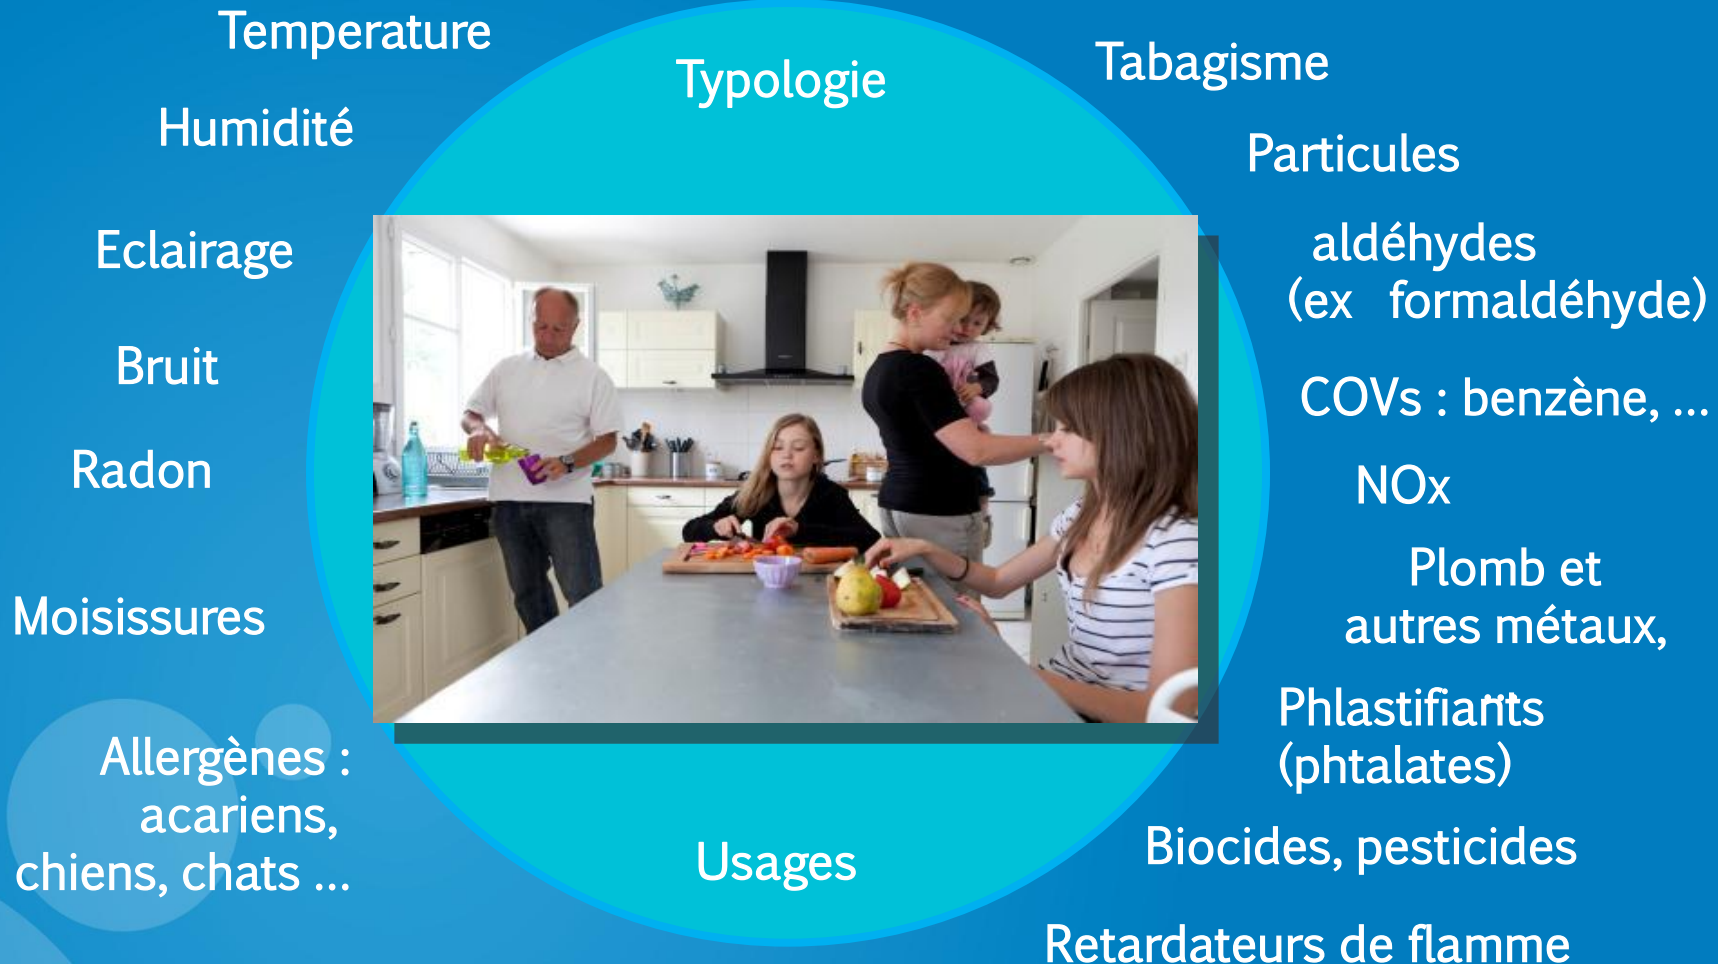 Temperature
Humidité
Eclairage
Bruit
Radon
Moisissures
Allergènes :
acariens,
chiens, chats ...
Typologie
Usages
Tabagisme
Particules
aldéhydes
(ex formaldéhyde)
COVs : benzène, ...
NOx
Plomb et
autres métaux,
...
Phlastifiants
(phtalates)
Biocides, pesticides
Retardateurs de flamme